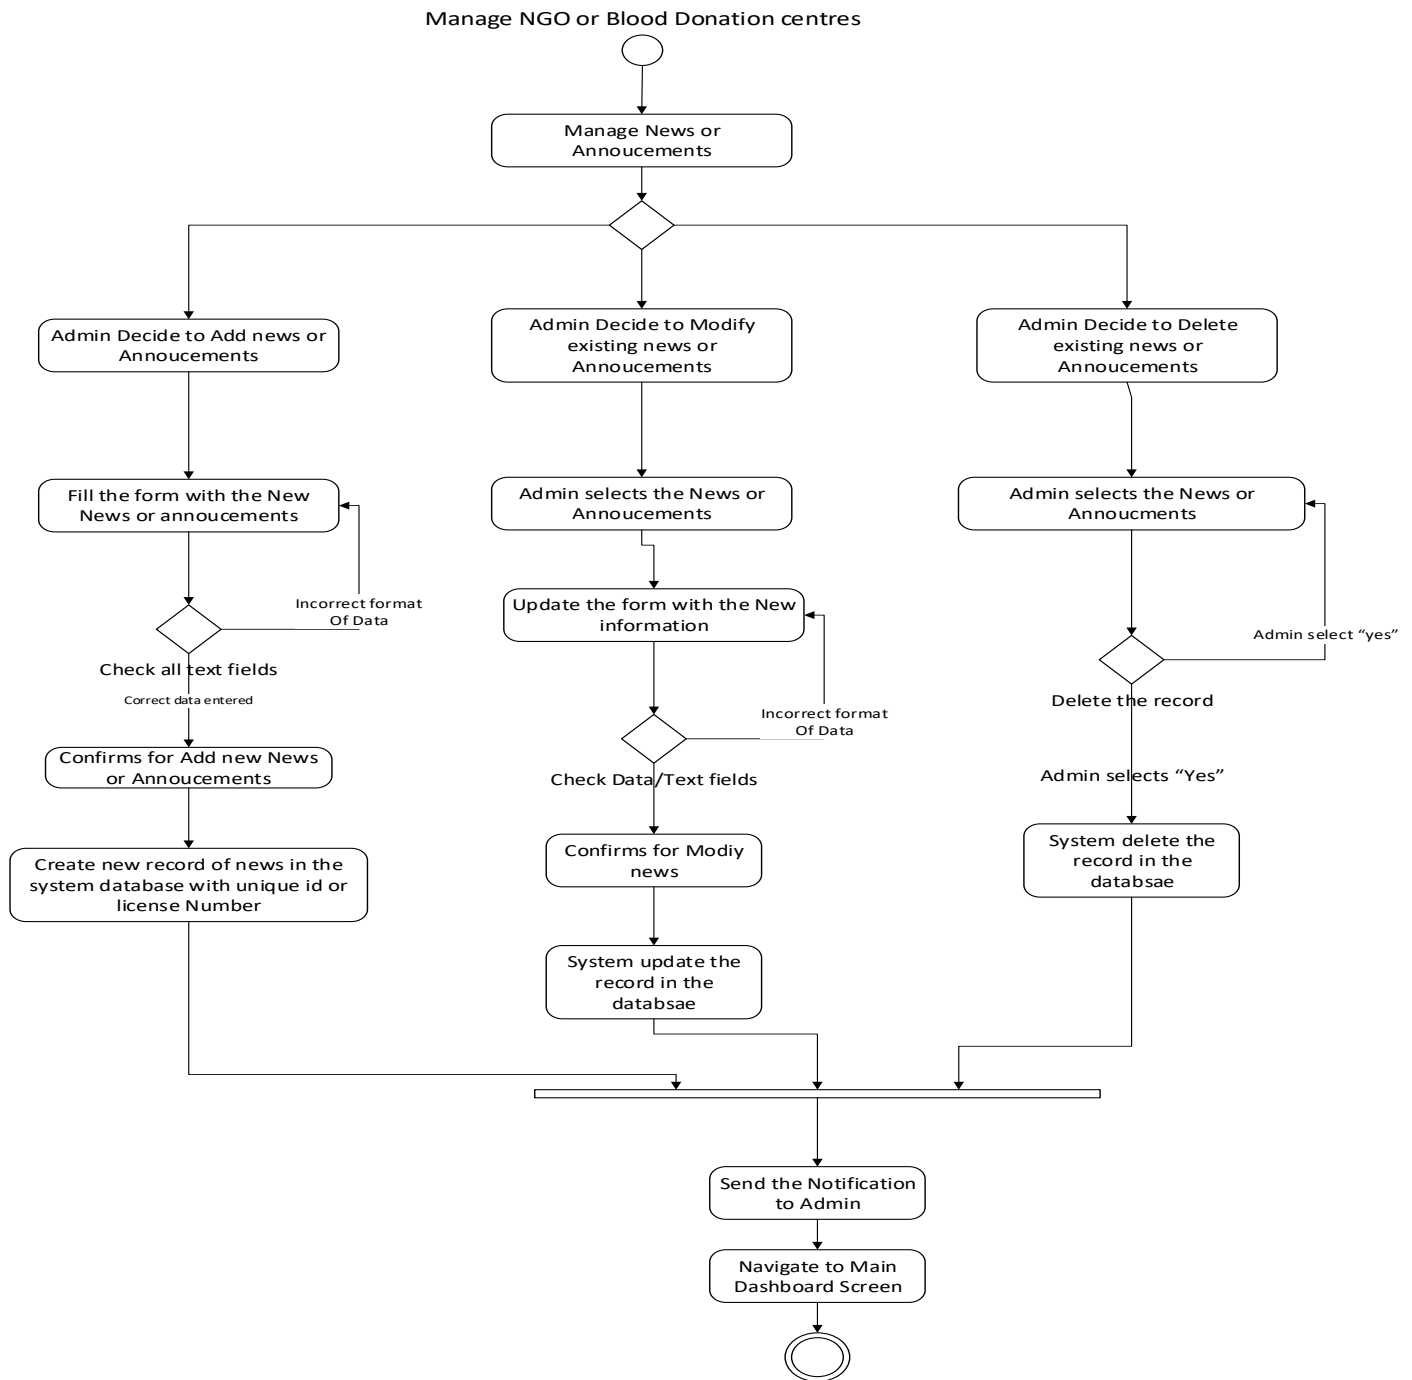 Manage NGO or Blood Donation centres
Manage News or
Annoucements
Admin Decide to Add news or
Annoucements
Admin Decide to Modify
existing news or
Annoucements
Admin Decide to Delete
existing news or
Annoucements
Fill the form with the New
News or annoucements
Admin selects the News or
Annoucements
Admin selects the News or
Annoucments
Incorrect format
Of Data
Update the form with the New
information
Admin select “yes”
Check all text fields
Correct data entered
Delete the record
Incorrect format
Of Data
Confirms for Add new News
or Annoucements
Check Data/Text fields
Admin selects “Yes”
Create new record of news in the
system database with unique id or
license Number
Confirms for Modiy
news
System delete the
record in the
databsae
System update the
record in the
databsae
Send the Notification
to Admin
Navigate to Main
Dashboard Screen